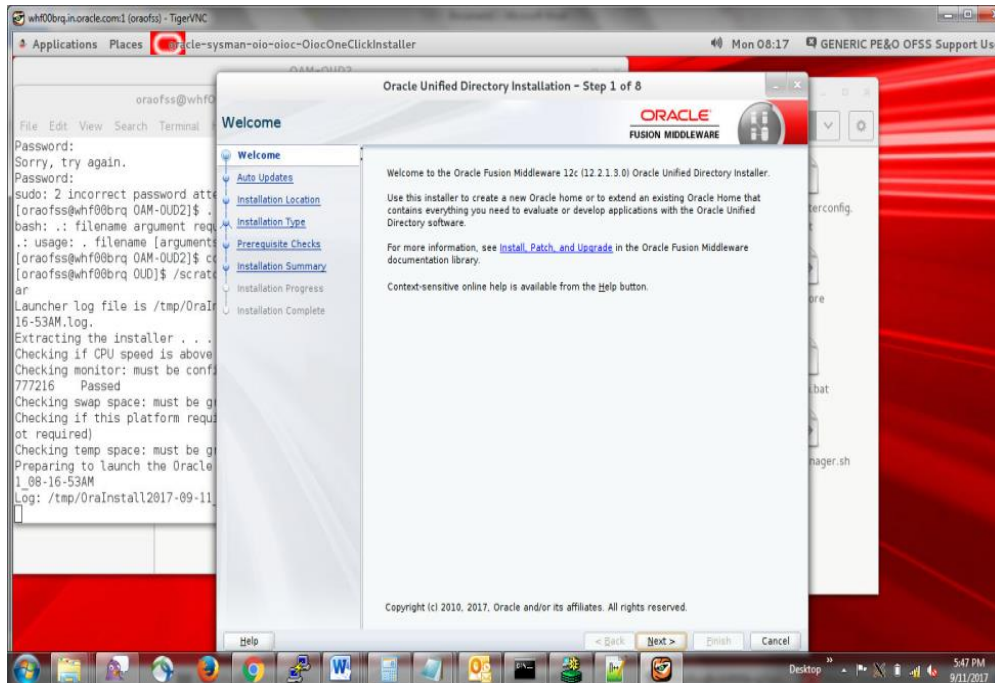 whf00brq.in.oracle.com:1 (oraofss) - TigerVNC
Applications Places oracle-sysman-oio-oioc-OiocOneClickInstaller Mon 08:17 GENERIC PE&O OFSS Support Us
OAM-OUD2
oraofss@whf0
File Edit View Search Terminal
Password:
Sorry, try again.
Password:
sudo: 2 incorrect password atte
[oraofss@whf00brq OAM-OUD2]$ .
bash: .: filename argument requ
.: usage: . filename [arguments
[oraofss@whf00brq OAM-OUD2]$ cd
[oraofss@whf00brq OUD]$ /scratc
ar
Launcher log file is /tmp/OraIn
16-53AM.log.
Extracting the installer . . .
Checking if CPU speed is above
Checking monitor: must be confi
777216 Passed
Checking swap space: must be gr
Checking if this platform requi
ot required)
Checking temp space: must be gr
Preparing to launch the Oracle
1_08-16-53AM
Log: /tmp/OraInstall2017-09-11_
Oracle Unified Directory Installation - Step 1 of 8
Welcome
ORACLE
FUSION MIDDLEWARE
Welcome
Auto Updates
Installation Location
Installation Type
Prerequisite Checks
Installation Summary
Installation Progress
Installation Complete
Welcome to the Oracle Fusion Middleware 12c (12.2.1.3.0) Oracle Unified Directory Installer.
Use this installer to create a new Oracle home or to extend an existing Oracle Home that
contains everything you need to evaluate or develop applications with the Oracle Unified
Directory software.
For more information, see Install, Patch, and Upgrade in the Oracle Fusion Middleware
documentation library.
Context-sensitive online help is available from the Help button.
Copyright (c) 2010, 2017, Oracle and/or its affiliates. All rights reserved.
Help < Back Next > Finish Cancel
terconfig.
t
ore
.bat
nager.sh
Desktop 5:47 PM
9/11/2017